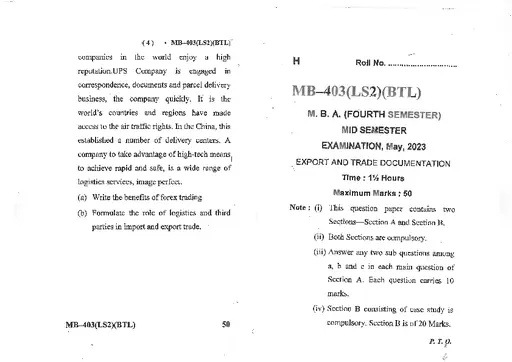 ( 4 ) • MB–403(LS2)(BTL)
companies in the world enjoy a high
reputation.UPS Company is engaged in
correspondence, documents and parcel delivery
business, the company quickly. It is the
world's countries and regions have made
access to the air traffic rights. In the China, this
established a number of delivery centers. A
company to take advantage of high-tech means
to achieve rapid and safe, is a wide range of
logistics services, image perfect.
(a) Write the benefits of forex trading
(b) Formulate the role of logistics and third
parties in import and export trade.
MB–403(LS2)(BTL) 50
H Roll No. ..............................
MB-403(LS2)(BTL)
M. B. A. (FOURTH SEMESTER)
MID SEMESTER
EXAMINATION, May, 2023
EXPORT AND TRADE DOCUMENTATION
Time : 1½ Hours
Maximum Marks : 50
Note : (i) This question paper contains two
Sections—Section A and Section B.
(ii) Both Sections are compulsory.
(iii) Answer any two sub questions among
a, b and c in each main question of
Section A. Each question carries 10
marks.
(iv) Section B consisting of case study is
compulsory. Section B is of 20 Marks.
P. T. O.